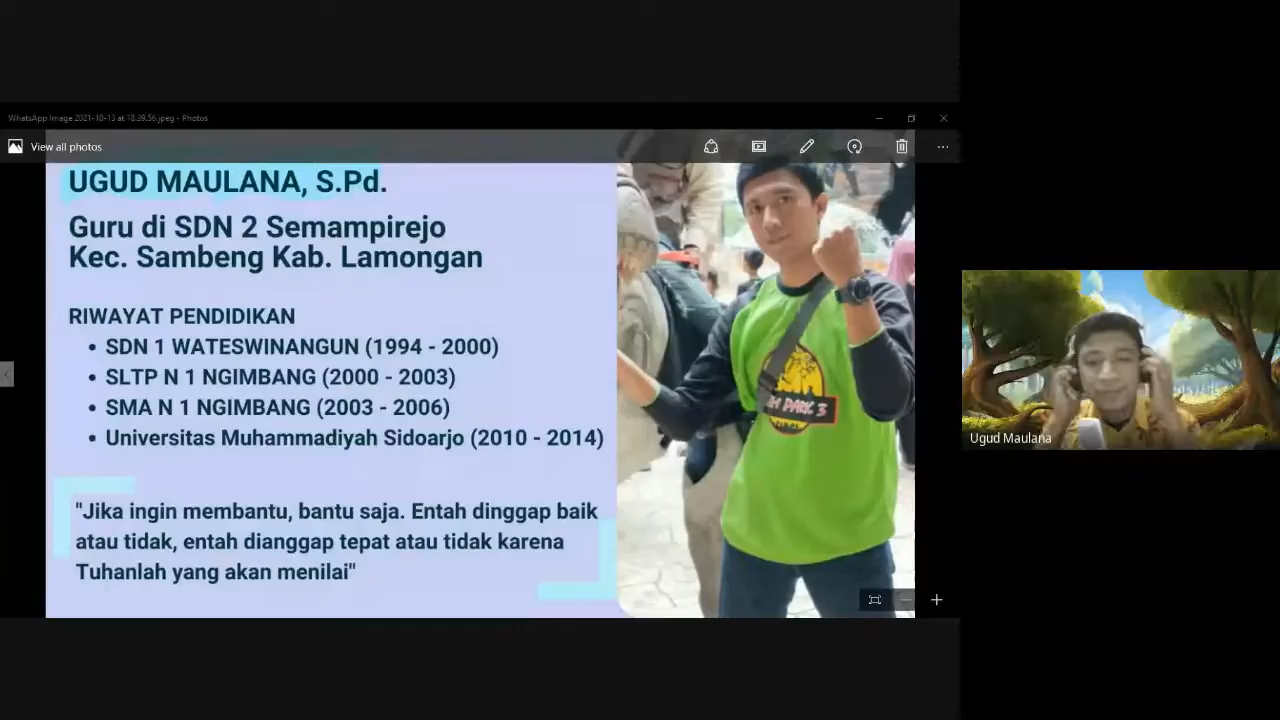 WhatsApp Image 2021-10-13 at 18.39.56.jpeg - Photos
View all photos
UGUD MAULANA, S.Pd.
Guru di SDN 2 Semampirejo
Kec. Sambeng Kab. Lamongan
RIWAYAT PENDIDIKAN
• SDN 1 WATESWINANGUN (1994 - 2000)
• SLTP N 1 NGIMBANG (2000 - 2003)
• SMA N 1 NGIMBANG (2003 - 2006)
• Universitas Muhammadiyah Sidoarjo (2010 - 2014)
"Jika ingin membantu, bantu saja. Entah dinggap baik
atau tidak, entah dianggap tepat atau tidak karena
Tuhanlah yang akan menilai"
PARK 3
Ugud Maulana